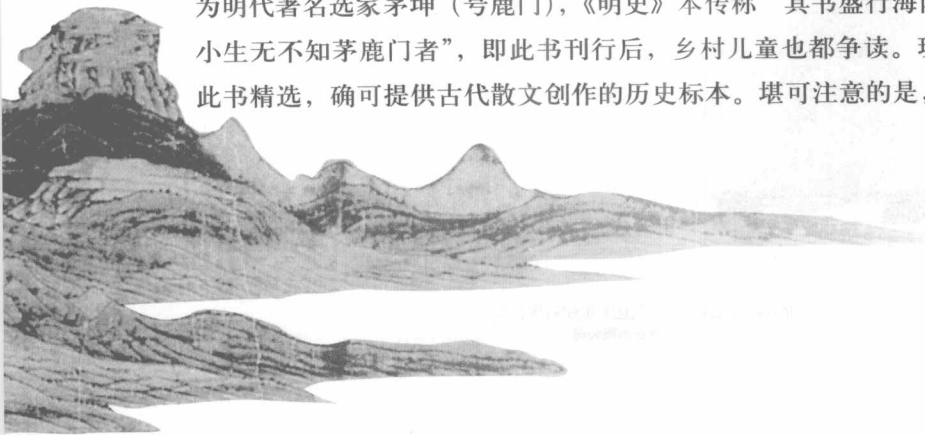 为明代著名选家茅坤（号鹿门），《明史》本传称“其书盛行海
小生无不知茅鹿门者”，即此书刊行后，乡村儿童也都争读。
此书精选，确可提供古代散文创作的历史标本。堪可注意的是，